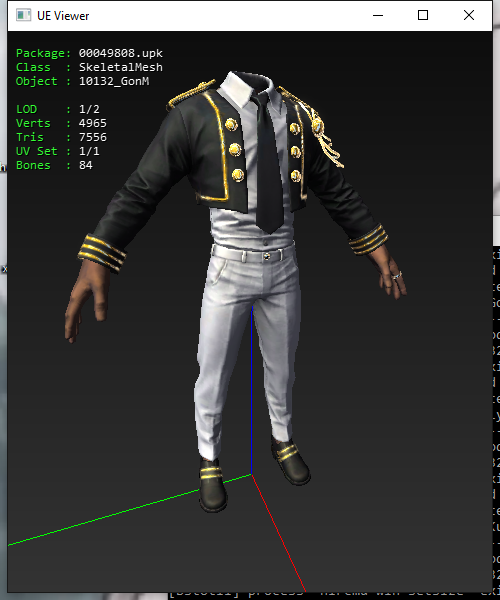 UE Viewer
Package: 00049808.upk
Class  : SkeletalMesh
Object : 10132_GonM
LOD    : 1/2
Verts  : 4965
Tris   : 7556
UV Set : 1/1
Bones  : 84